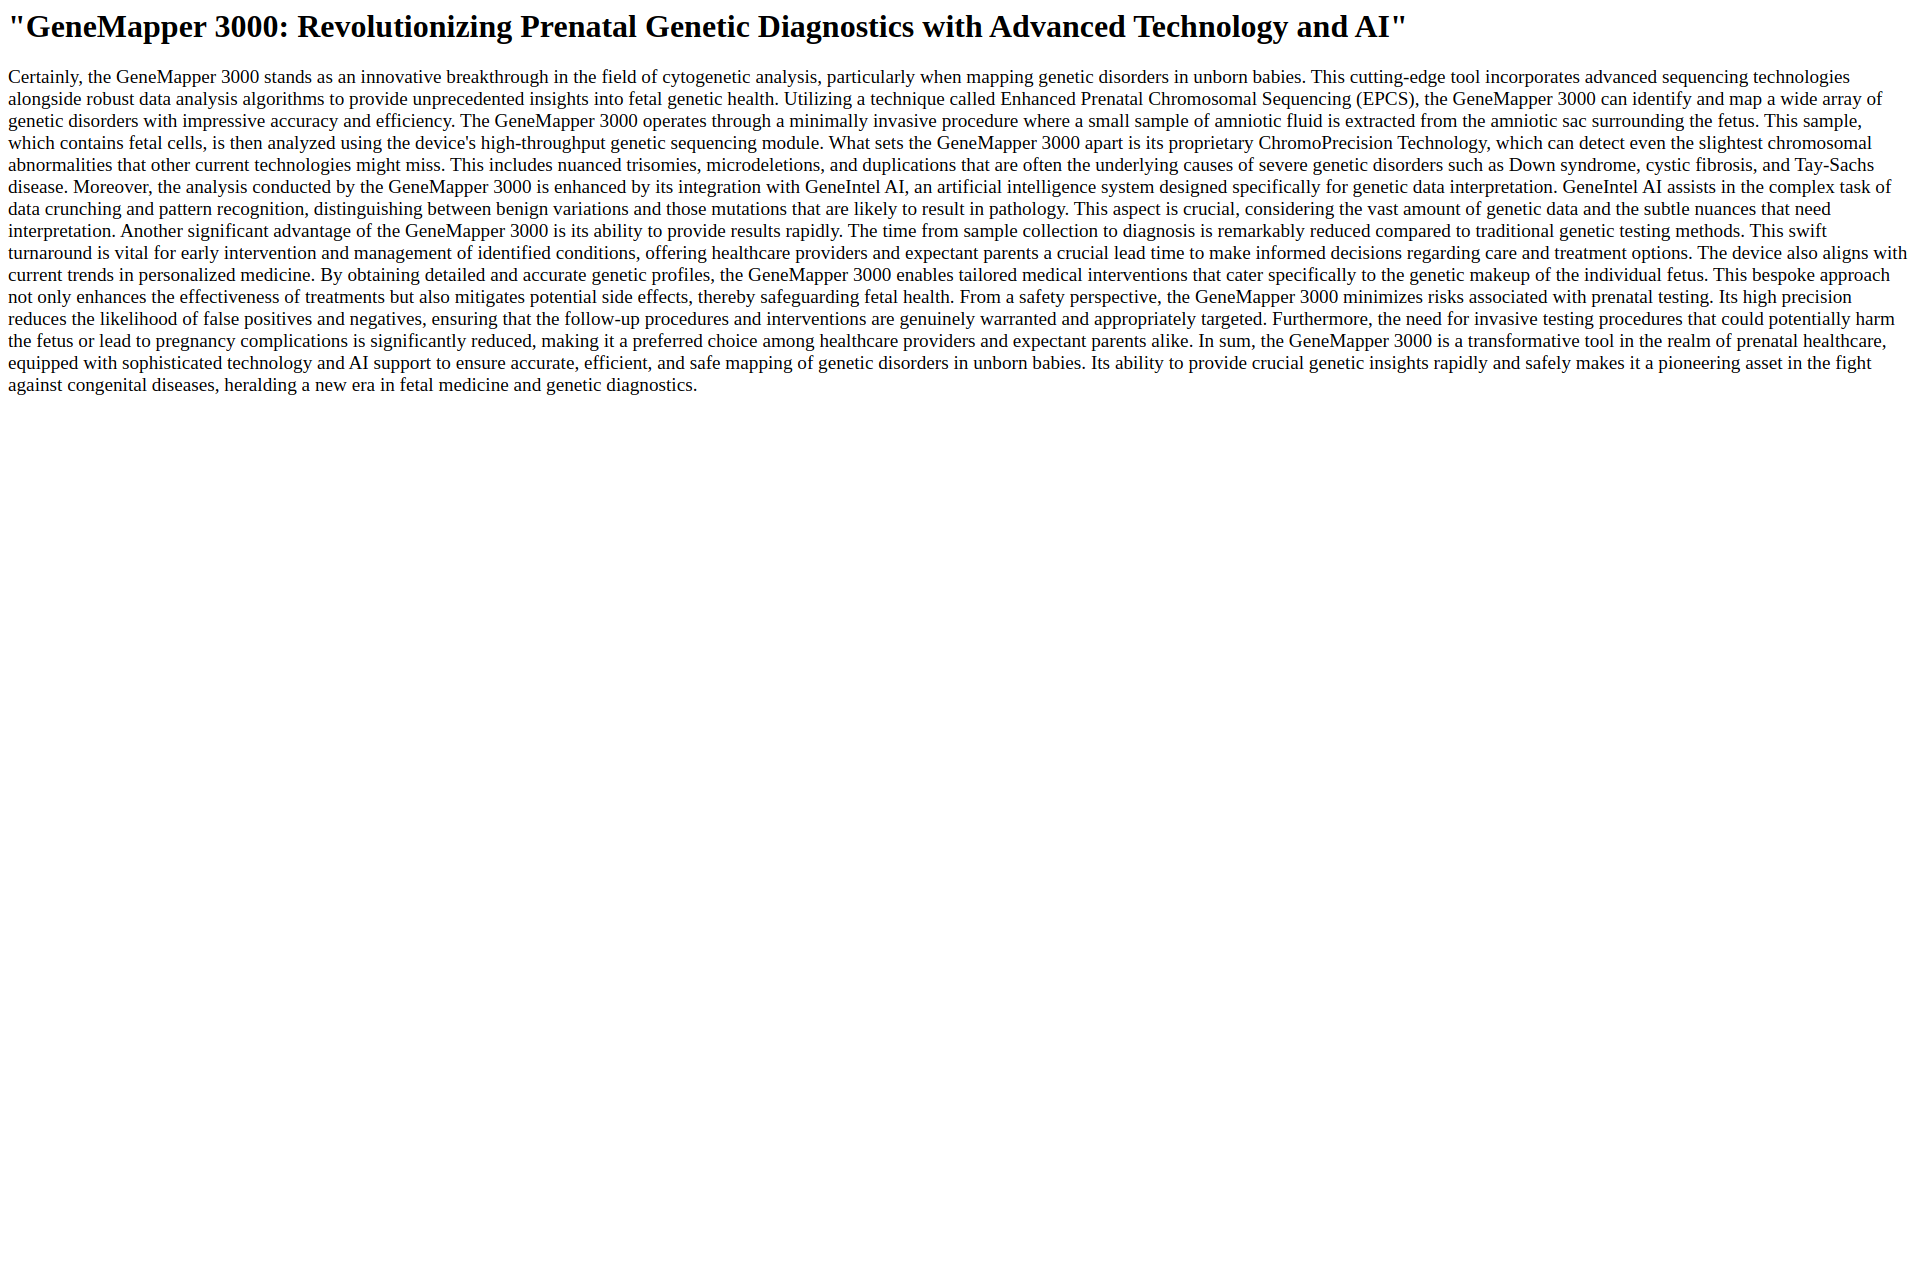 "GeneMapper 3000: Revolutionizing Prenatal Genetic Diagnostics with Advanced Technology and AI"
Certainly, the GeneMapper 3000 stands as an innovative breakthrough in the field of cytogenetic analysis, particularly when mapping genetic disorders in unborn babies. This cutting-edge tool incorporates advanced sequencing technologies
alongside robust data analysis algorithms to provide unprecedented insights into fetal genetic health. Utilizing a technique called Enhanced Prenatal Chromosomal Sequencing (EPCS), the GeneMapper 3000 can identify and map a wide array of
genetic disorders with impressive accuracy and efficiency. The GeneMapper 3000 operates through a minimally invasive procedure where a small sample of amniotic fluid is extracted from the amniotic sac surrounding the fetus. This sample,
which contains fetal cells, is then analyzed using the device's high-throughput genetic sequencing module. What sets the GeneMapper 3000 apart is its proprietary ChromoPrecision Technology, which can detect even the slightest chromosomal
abnormalities that other current technologies might miss. This includes nuanced trisomies, microdeletions, and duplications that are often the underlying causes of severe genetic disorders such as Down syndrome, cystic fibrosis, and Tay-Sachs
disease. Moreover, the analysis conducted by the GeneMapper 3000 is enhanced by its integration with GeneIntel AI, an artificial intelligence system designed specifically for genetic data interpretation. GeneIntel AI assists in the complex task of
data crunching and pattern recognition, distinguishing between benign variations and those mutations that are likely to result in pathology. This aspect is crucial, considering the vast amount of genetic data and the subtle nuances that need
interpretation. Another significant advantage of the GeneMapper 3000 is its ability to provide results rapidly. The time from sample collection to diagnosis is remarkably reduced compared to traditional genetic testing methods. This swift
turnaround is vital for early intervention and management of identified conditions, offering healthcare providers and expectant parents a crucial lead time to make informed decisions regarding care and treatment options. The device also aligns with
current trends in personalized medicine. By obtaining detailed and accurate genetic profiles, the GeneMapper 3000 enables tailored medical interventions that cater specifically to the genetic makeup of the individual fetus. This bespoke approach
not only enhances the effectiveness of treatments but also mitigates potential side effects, thereby safeguarding fetal health. From a safety perspective, the GeneMapper 3000 minimizes risks associated with prenatal testing. Its high precision
reduces the likelihood of false positives and negatives, ensuring that the follow-up procedures and interventions are genuinely warranted and appropriately targeted. Furthermore, the need for invasive testing procedures that could potentially harm
the fetus or lead to pregnancy complications is significantly reduced, making it a preferred choice among healthcare providers and expectant parents alike. In sum, the GeneMapper 3000 is a transformative tool in the realm of prenatal healthcare,
equipped with sophisticated technology and AI support to ensure accurate, efficient, and safe mapping of genetic disorders in unborn babies. Its ability to provide crucial genetic insights rapidly and safely makes it a pioneering asset in the fight
against congenital diseases, heralding a new era in fetal medicine and genetic diagnostics.